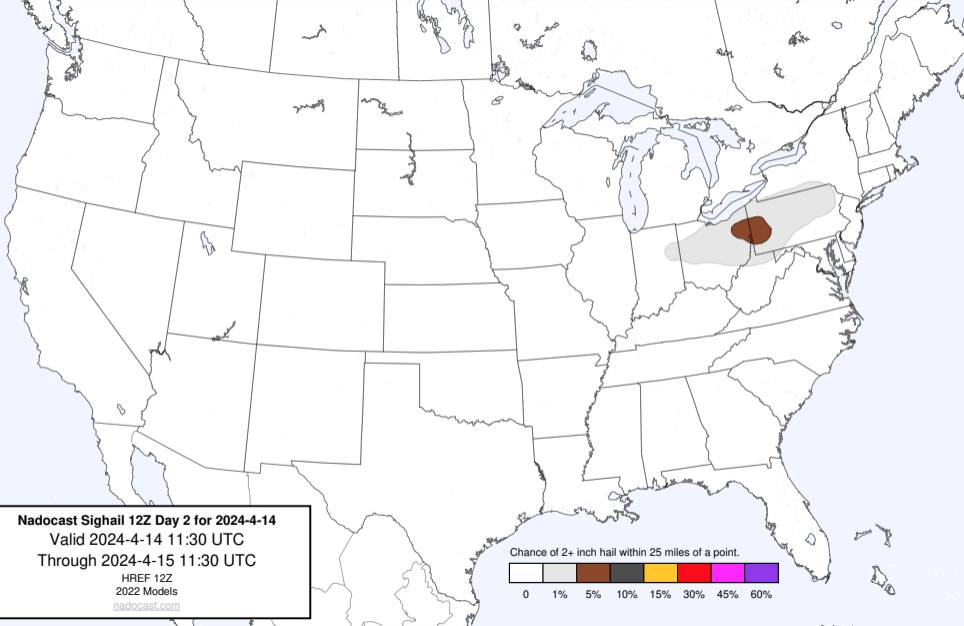 Nadocast Sighail 12Z Day 2 for 2024-4-14
Valid 2024-4-14 11:30 UTC
Through 2024-4-15 11:30 UTC
HREF 12Z
2022 Models
nadocast.com
Chance of 2+ inch hail within 25 miles of a point.
0 1% 5% 10% 15% 30% 45% 60%